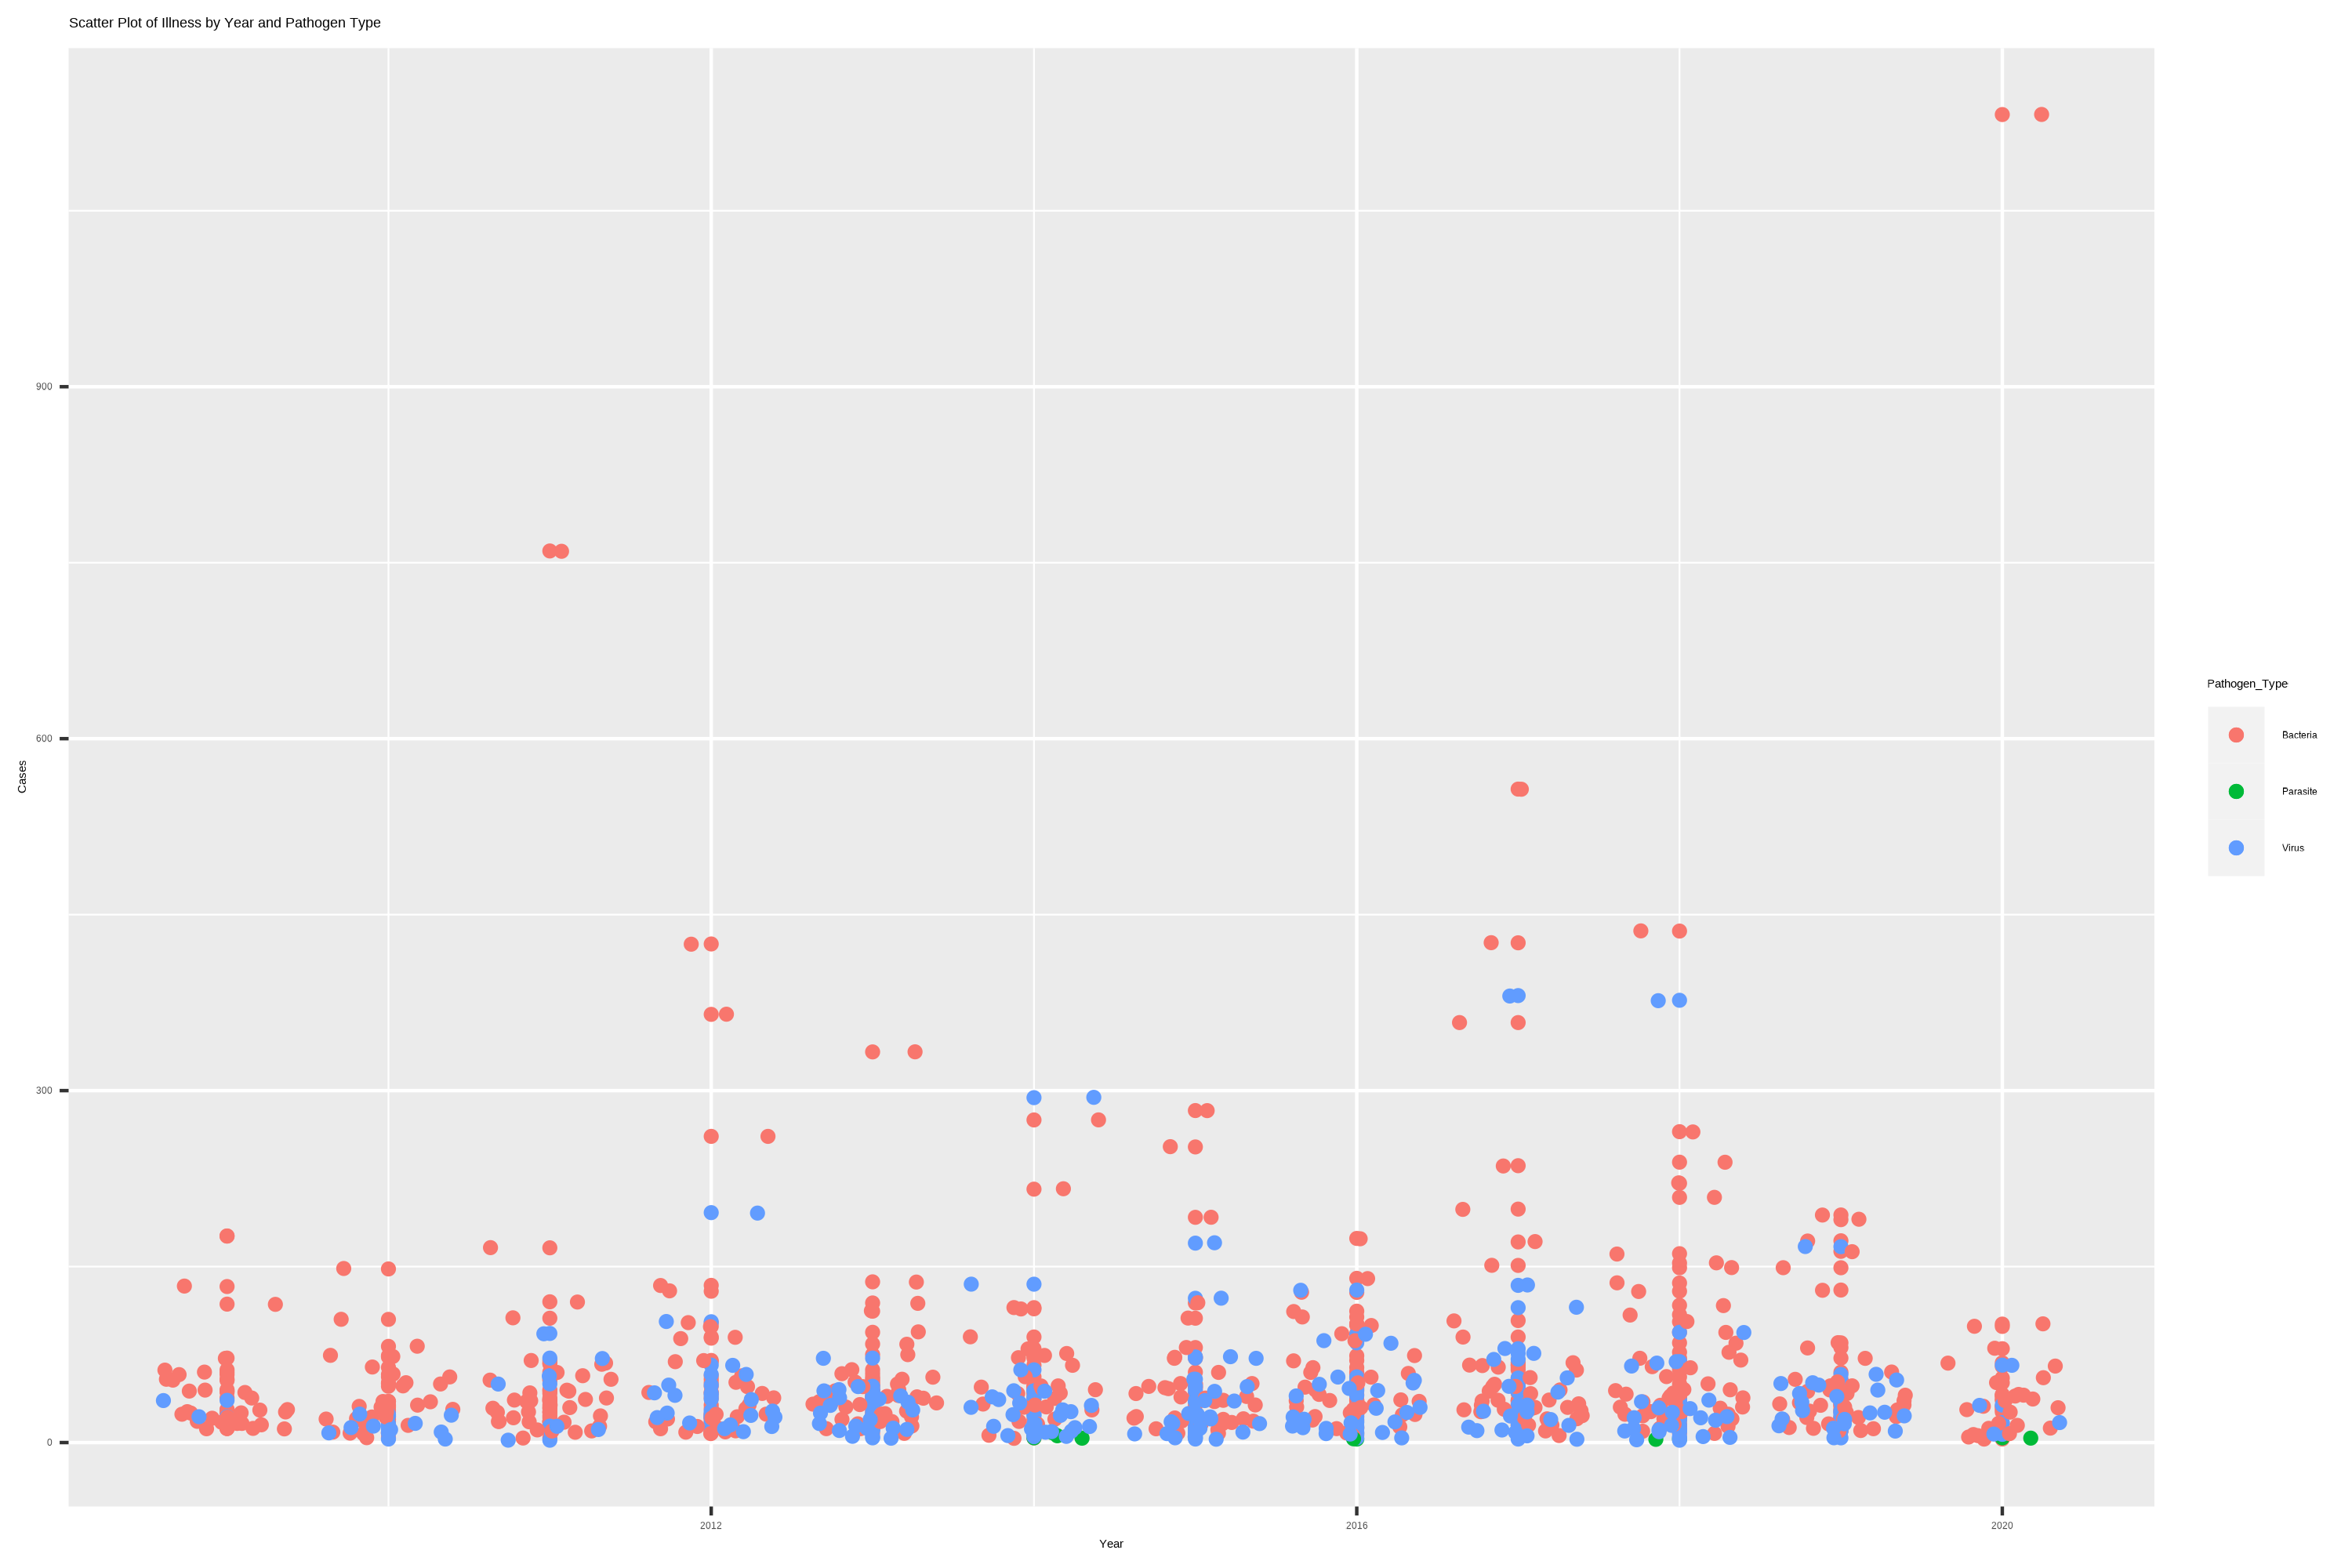 Scatter Plot of Illness by Year and Pathogen Type
900
600
300
0
Cases
2012
2016
2020
Year
Pathogen_Type
Bacteria
Parasite
Virus